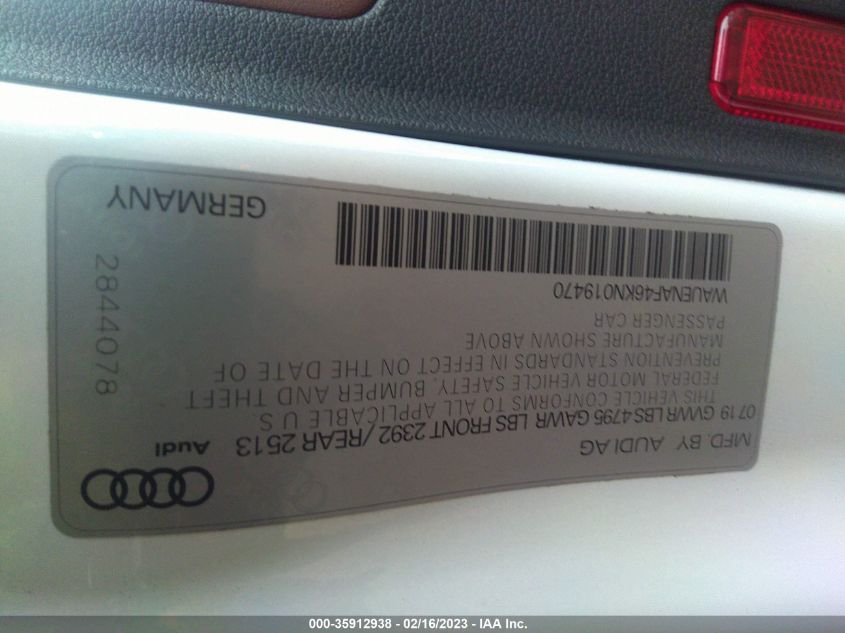 MFD. BY AUDI AG
Audi
07 19 GVWR LBS 4795 GAWR LBS FRONT 2392 / REAR 2513
THIS VEHICLE CONFORMS TO ALL APPLICABLE U.S.
FEDERAL MOTOR VEHICLE SAFETY, BUMPER AND THEFT
PREVENTION STANDARDS IN EFFECT ON THE DATE OF
MANUFACTURE SHOWN ABOVE
PASSENGER CAR
WAUENAF46KN019470
GERMANY
2844078
000-35912938 - 02/16/2023 - IAA Inc.